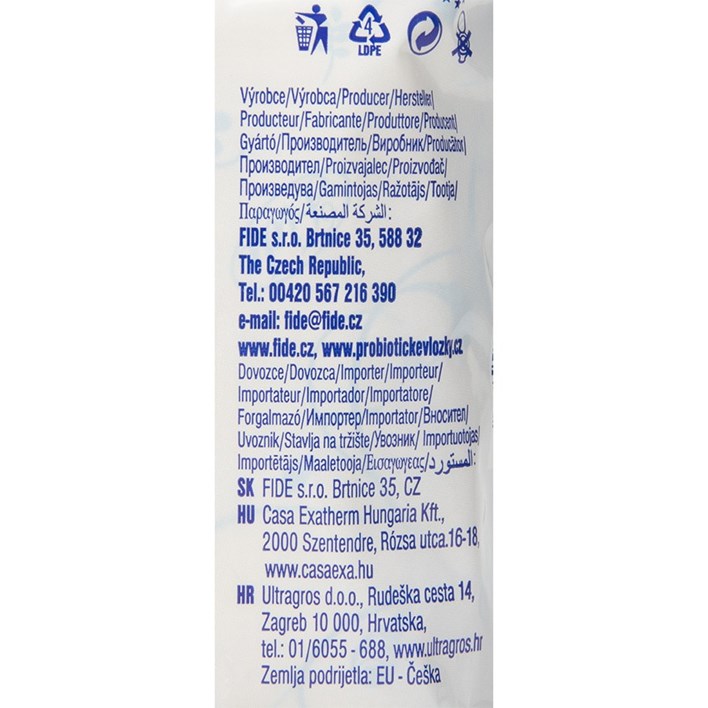 4
LDPE
Výrobce/Výrobca/Producer/Hersteller\
Producteur/Fabricante/Produttore/Producent\
Gyártó/Производитель/Виробник/Producător\
Производител/Proizvajalec/Proizvođač/
Произведува/Gamintojas/Ražotājs/Tootja/
Παραγωγός/الشركة المصنعة:
FIDE s.r.o. Brtnice 35, 588 32
The Czech Republic,
Tel.: 00420 567 216 390
e-mail: fide@fide.cz
www.fide.cz, www.probiotickevlozky.cz
Dovozce/Dovozca/Importer/Importeur/
Importateur/Importador/Importatore/
Forgalmazó/Импортер/Importator/Вносител/
Uvoznik/Stavlja na tržište/Увозник/ Importuotojas/
Importētājs/Maaletooja/Εισαγωγεας/المستورد:
SK FIDE s.r.o. Brtnice 35, CZ
HU Casa Exatherm Hungaria Kft.,
2000 Szentendre, Rózsa utca.16-18,
www.casaexa.hu
HR Ultragros d.o.o., Rudeška cesta 14,
Zagreb 10 000, Hrvatska,
tel.: 01/6055 - 688, www.ultragros.hr
Zemlja podrijetla: EU - Češka